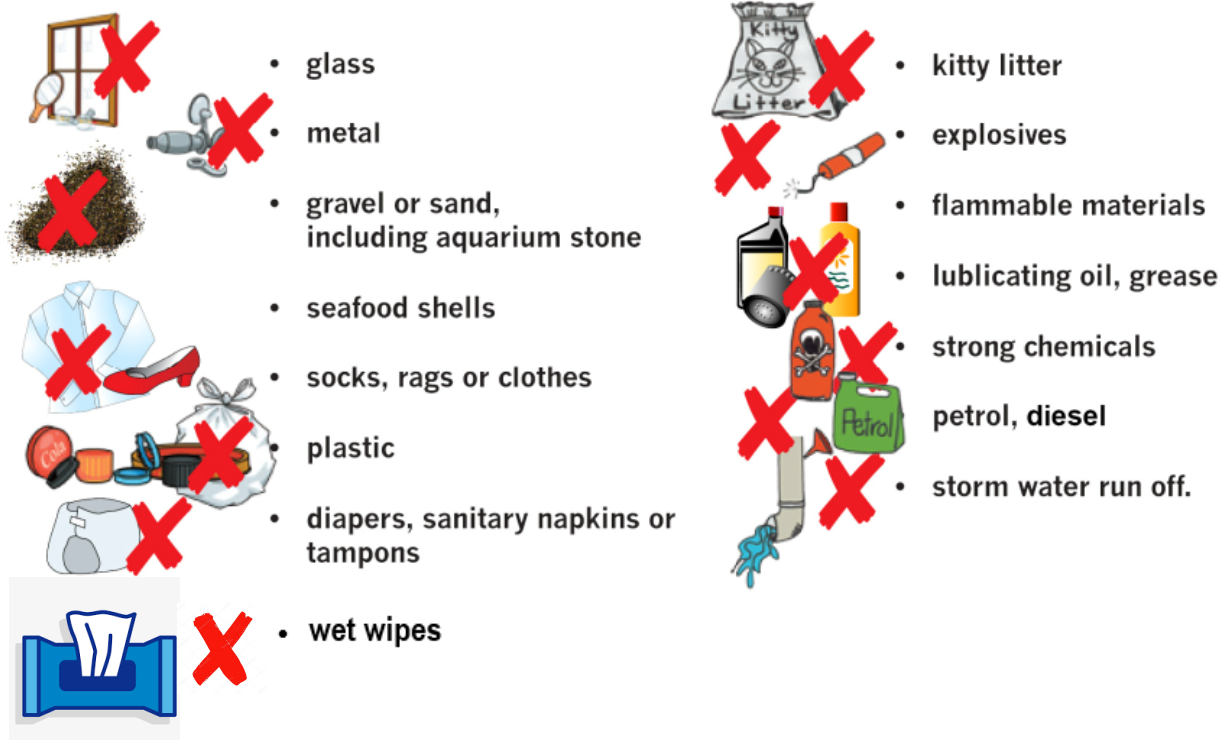 • glass
• metal
• gravel or sand,
including aquarium stone
• seafood shells
• socks, rags or clothes
Cola
• plastic
• diapers, sanitary napkins or
tampons
• wet wipes
Kitty
Litter
• kitty litter
• explosives
• flammable materials
• lublicating oil, grease
• strong chemicals
Petrol
petrol, diesel
• storm water run off.